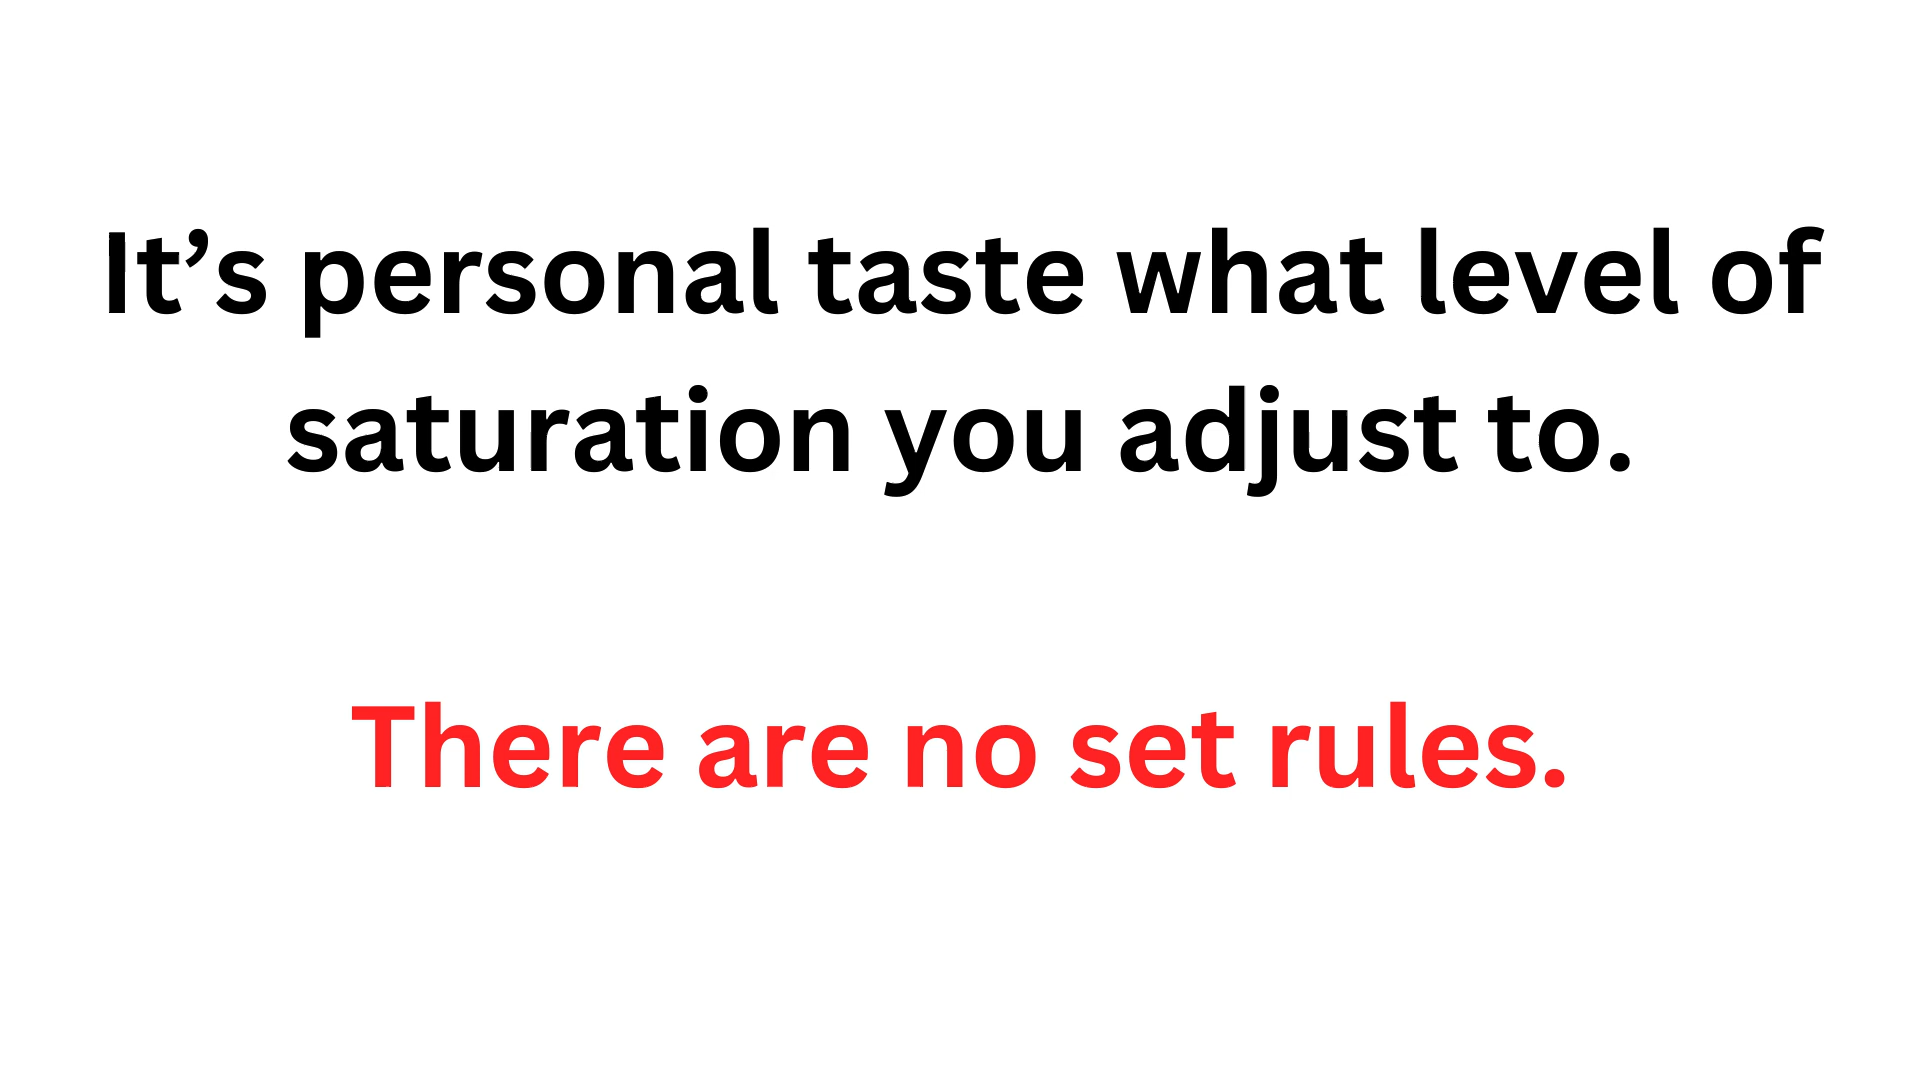 It’s personal taste what level of
saturation you adjust to.
There are no set rules.